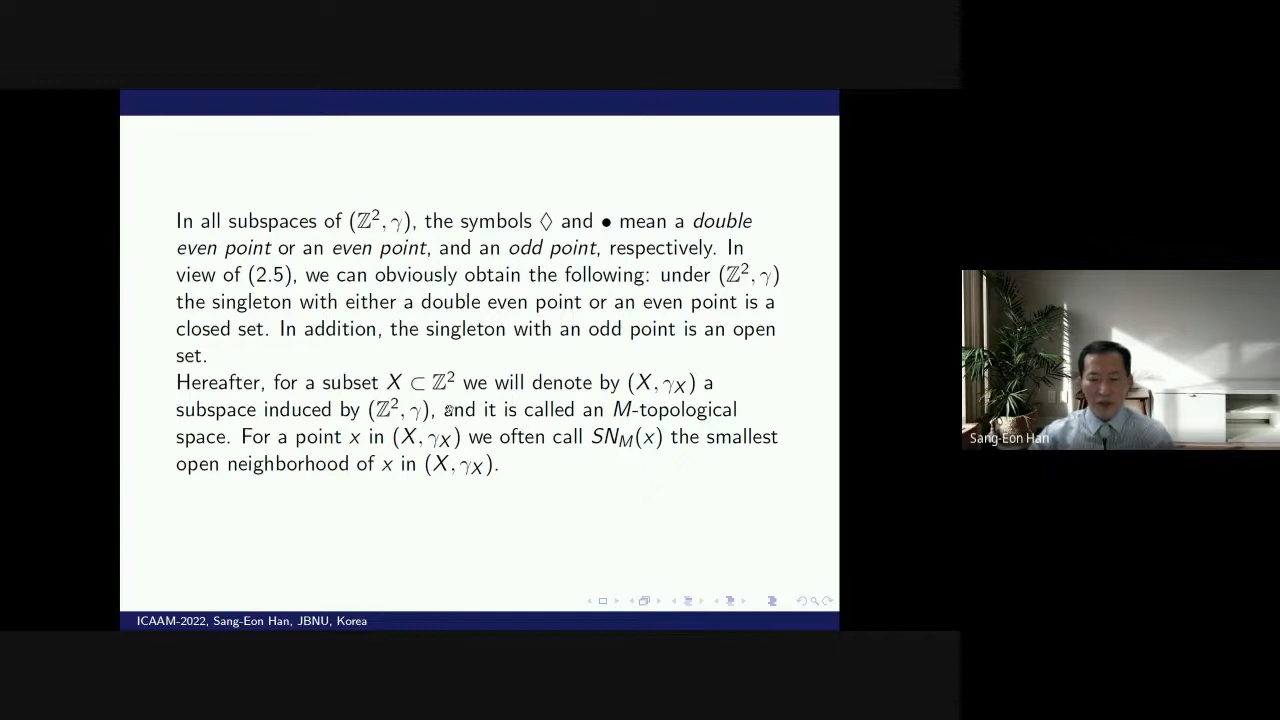 In all subspaces of (ℤ², γ), the symbols ◊ and • mean a double
even point or an even point, and an odd point, respectively. In
view of (2.5), we can obviously obtain the following: under (ℤ², γ)
the singleton with either a double even point or an even point is a
closed set. In addition, the singleton with an odd point is an open
set.
Hereafter, for a subset X ⊂ ℤ² we will denote by (X, γ_X) a
subspace induced by (ℤ², γ), and it is called an M-topological
space. For a point x in (X, γ_X) we often call SN_M(x) the smallest
open neighborhood of x in (X, γ_X).
ICAAM-2022, Sang-Eon Han, JBNU, Korea
Sang-Eon Han